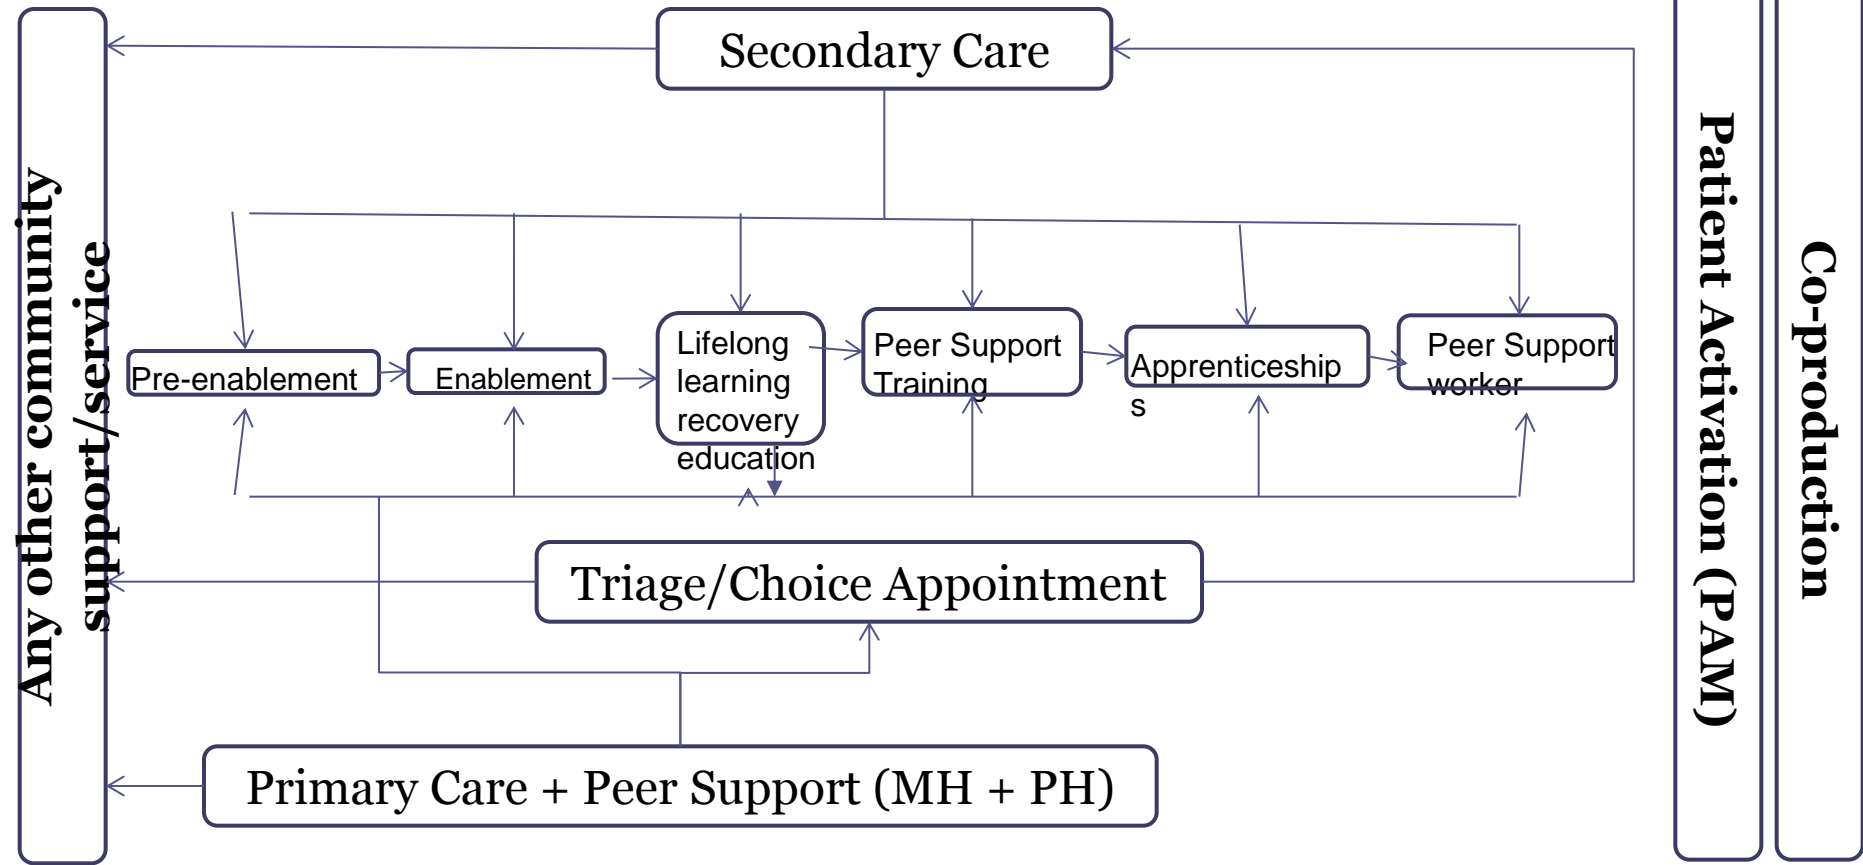 Secondary Care
Any other community
support/service
Pre-enablement
Enablement
Lifelong
learning
recovery
education
Peer Support
Training
Apprenticeship
s
Peer Support
worker
Triage/Choice Appointment
Primary Care + Peer Support (MH + PH)
Patient Activation (PAM)
Co-production